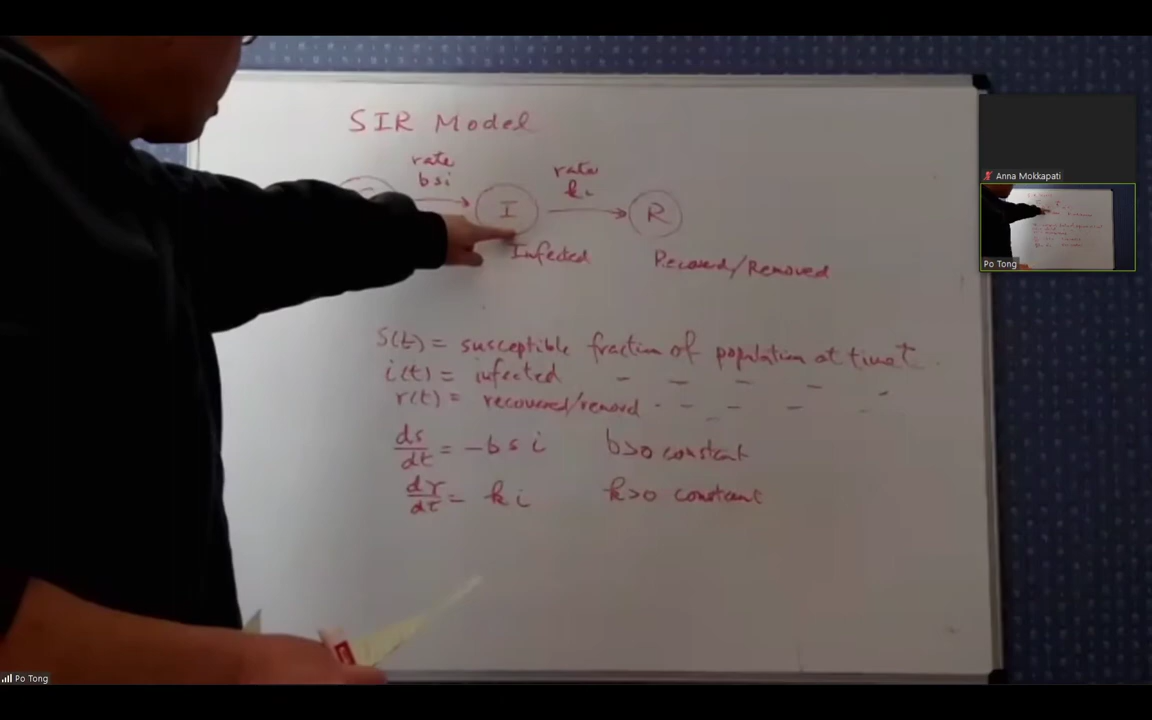 SIR Model
rate
bsi
rate
ki
I
R
Infected
Recovered/Removed
S(t) = susceptible fraction of population at time t
i(t) = infected - - - - -
r(t) = recovered/removed - - - - -
ds/dt = -bsi b>0 constant
dr/dt = ki k>0 constant
Anna Mokkapati
Po Tong
Po Tong